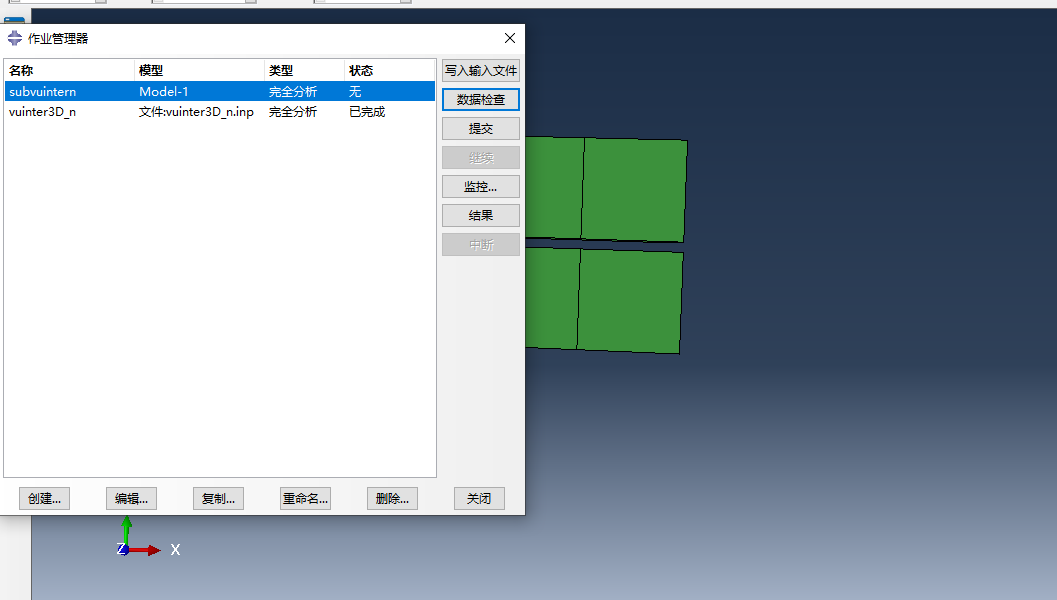 作业管理器
名称 模型 类型 状态
subvuintern Model-1 完全分析 无
vuinter3D_n 文件:vuinter3D_n.inp 完全分析 已完成
写入输入文件
数据检查
提交
继续
监控...
结果
中断
创建... 编辑... 复制... 重命名... 删除... 关闭
Z X